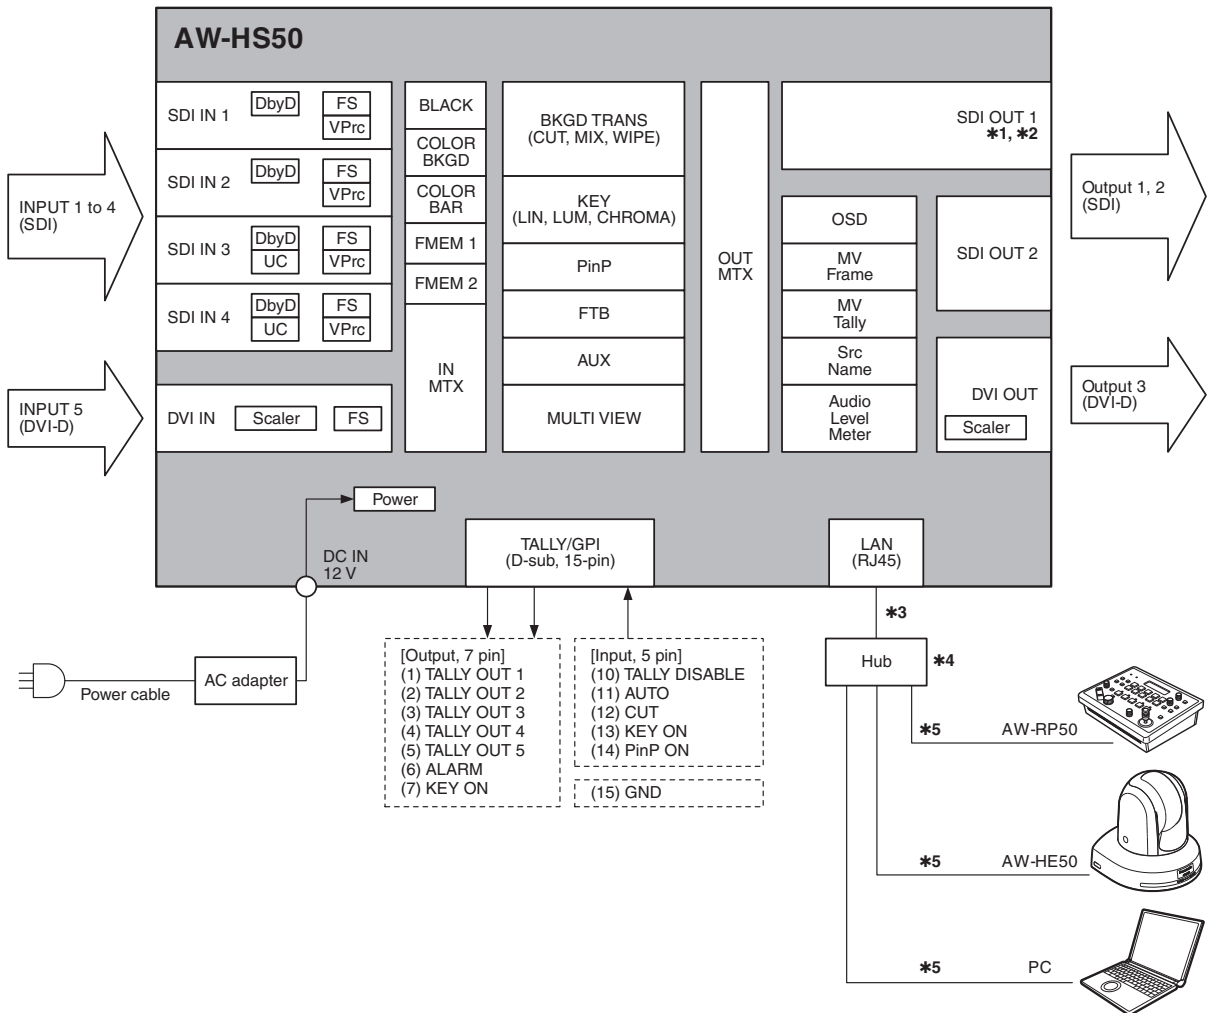 AW-HS50
SDI IN 1
DbyD
FS
VPrc
SDI IN 2
DbyD
FS
VPrc
SDI IN 3
DbyD
UC
FS
VPrc
SDI IN 4
DbyD
UC
FS
VPrc
DVI IN
Scaler
FS
INPUT 1 to 4
(SDI)
INPUT 5
(DVI-D)
BLACK
COLOR
BKGD
COLOR
BAR
FMEM 1
FMEM 2
IN
MTX
BKGD TRANS
(CUT, MIX, WIPE)
KEY
(LIN, LUM, CHROMA)
PinP
FTB
AUX
MULTI VIEW
OUT
MTX
SDI OUT 1
✱1, ✱2
OSD
MV
Frame
MV
Tally
Src
Name
Audio
Level
Meter
SDI OUT 2
DVI OUT
Scaler
Output 1, 2
(SDI)
Output 3
(DVI-D)
Power
DC IN
12 V
TALLY/GPI
(D-sub, 15-pin)
LAN
(RJ45)
✱3
Hub
✱4
Power cable
AC adapter
[Output, 7 pin]
(1) TALLY OUT 1
(2) TALLY OUT 2
(3) TALLY OUT 3
(4) TALLY OUT 4
(5) TALLY OUT 5
(6) ALARM
(7) KEY ON
[Input, 5 pin]
(10) TALLY DISABLE
(11) AUTO
(12) CUT
(13) KEY ON
(14) PinP ON
(15) GND
✱5 AW-RP50
✱5 AW-HE50
✱5 PC